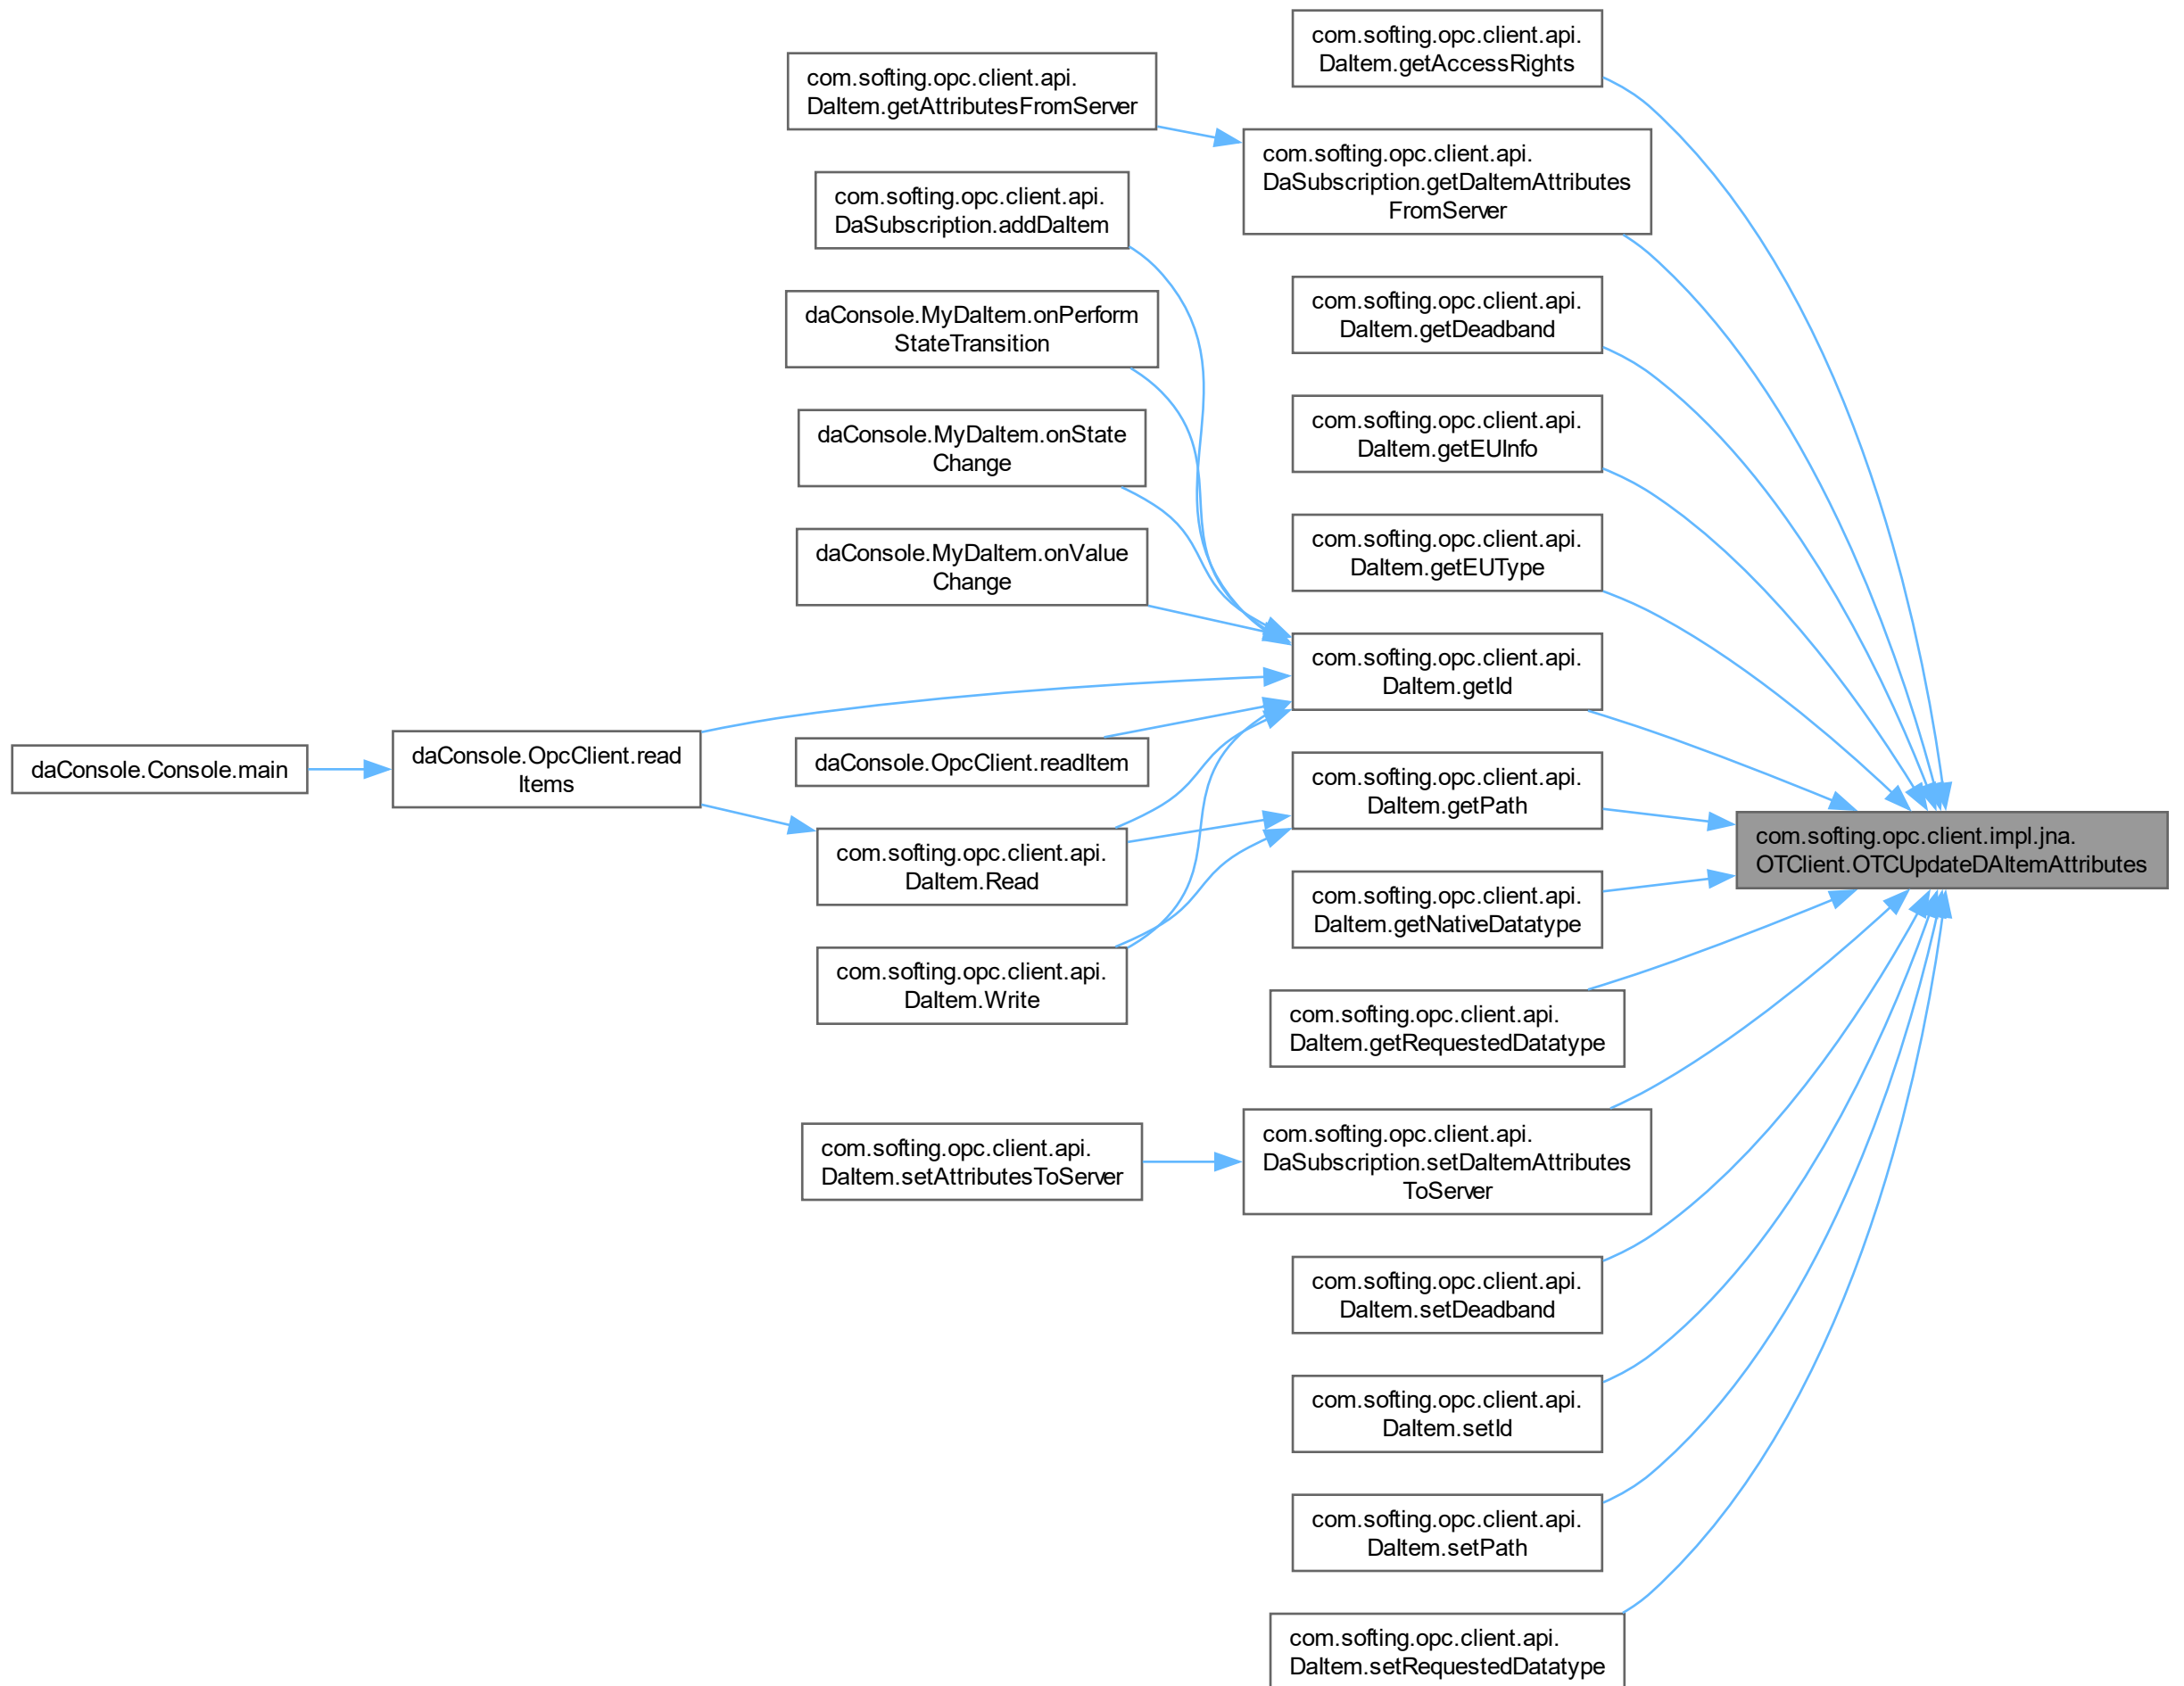 com.softing.opc.client.api.
DaItem.getAccessRights
com.softing.opc.client.api.
DaItem.getAttributesFromServer
com.softing.opc.client.api.
DaSubscription.getDaItemAttributes
FromServer
com.softing.opc.client.api.
DaSubscription.addDaItem
com.softing.opc.client.api.
DaItem.getDeadband
daConsole.MyDaItem.onPerform
StateTransition
com.softing.opc.client.api.
DaItem.getEUInfo
daConsole.MyDaItem.onState
Change
com.softing.opc.client.api.
DaItem.getEUType
daConsole.MyDaItem.onValue
Change
com.softing.opc.client.api.
DaItem.getId
daConsole.Console.main
daConsole.OpcClient.read
Items
daConsole.OpcClient.readItem
com.softing.opc.client.api.
DaItem.getPath
com.softing.opc.client.impl.jna.
OTClient.OTCUpdateDAItemAttributes
com.softing.opc.client.api.
DaItem.Read
com.softing.opc.client.api.
DaItem.getNativeDatatype
com.softing.opc.client.api.
DaItem.Write
com.softing.opc.client.api.
DaItem.getRequestedDatatype
com.softing.opc.client.api.
DaItem.setAttributesToServer
com.softing.opc.client.api.
DaSubscription.setDaItemAttributes
ToServer
com.softing.opc.client.api.
DaItem.setDeadband
com.softing.opc.client.api.
DaItem.setId
com.softing.opc.client.api.
DaItem.setPath
com.softing.opc.client.api.
DaItem.setRequestedDatatype